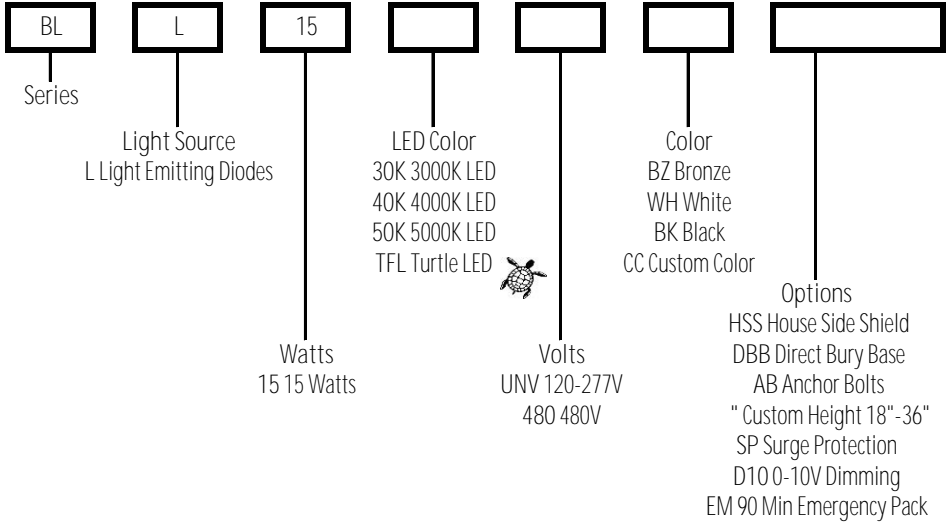 BL
L
15
Series
Light Source
L Light Emitting Diodes
LED Color
30K 3000K LED
40K 4000K LED
50K 5000K LED
TFL Turtle LED
Color
BZ Bronze
WH White
BK Black
CC Custom Color
Options
HSS House Side Shield
DBB Direct Bury Base
AB Anchor Bolts
" Custom Height 18"-36"
SP Surge Protection
D10 0-10V Dimming
EM 90 Min Emergency Pack
Watts
15 15 Watts
Volts
UNV 120-277V
480 480V